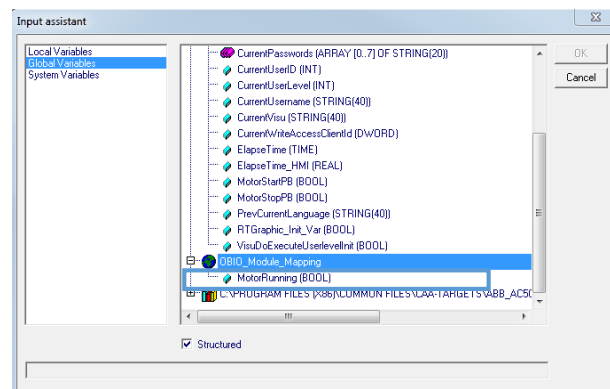 Input assistant
Local Variables
Global Variables
System Variables
CurrentPasswords (ARRAY [0..7] OF STRING(20))
CurrentUserID (INT)
CurrentUserLevel (INT)
CurrentUsername (STRING(40))
CurrentVisu (STRING(40))
CurrentWriteAccessClientId (DWORD)
ElapseTime (TIME)
ElapseTime_HMI (REAL)
MotorStartPB (BOOL)
MotorStopPB (BOOL)
PrevCurrentLanguage (STRING(40))
RTGraphic_Init_Var (BOOL)
VisuDoExecuteUserlevelInit (BOOL)
OBIO_Module_Mapping
MotorRunning (BOOL)
C:\PROGRAM FILES (X86)\COMMON FILES\CAA-TARGETS\ABB_AC50
OK
Cancel
Structured